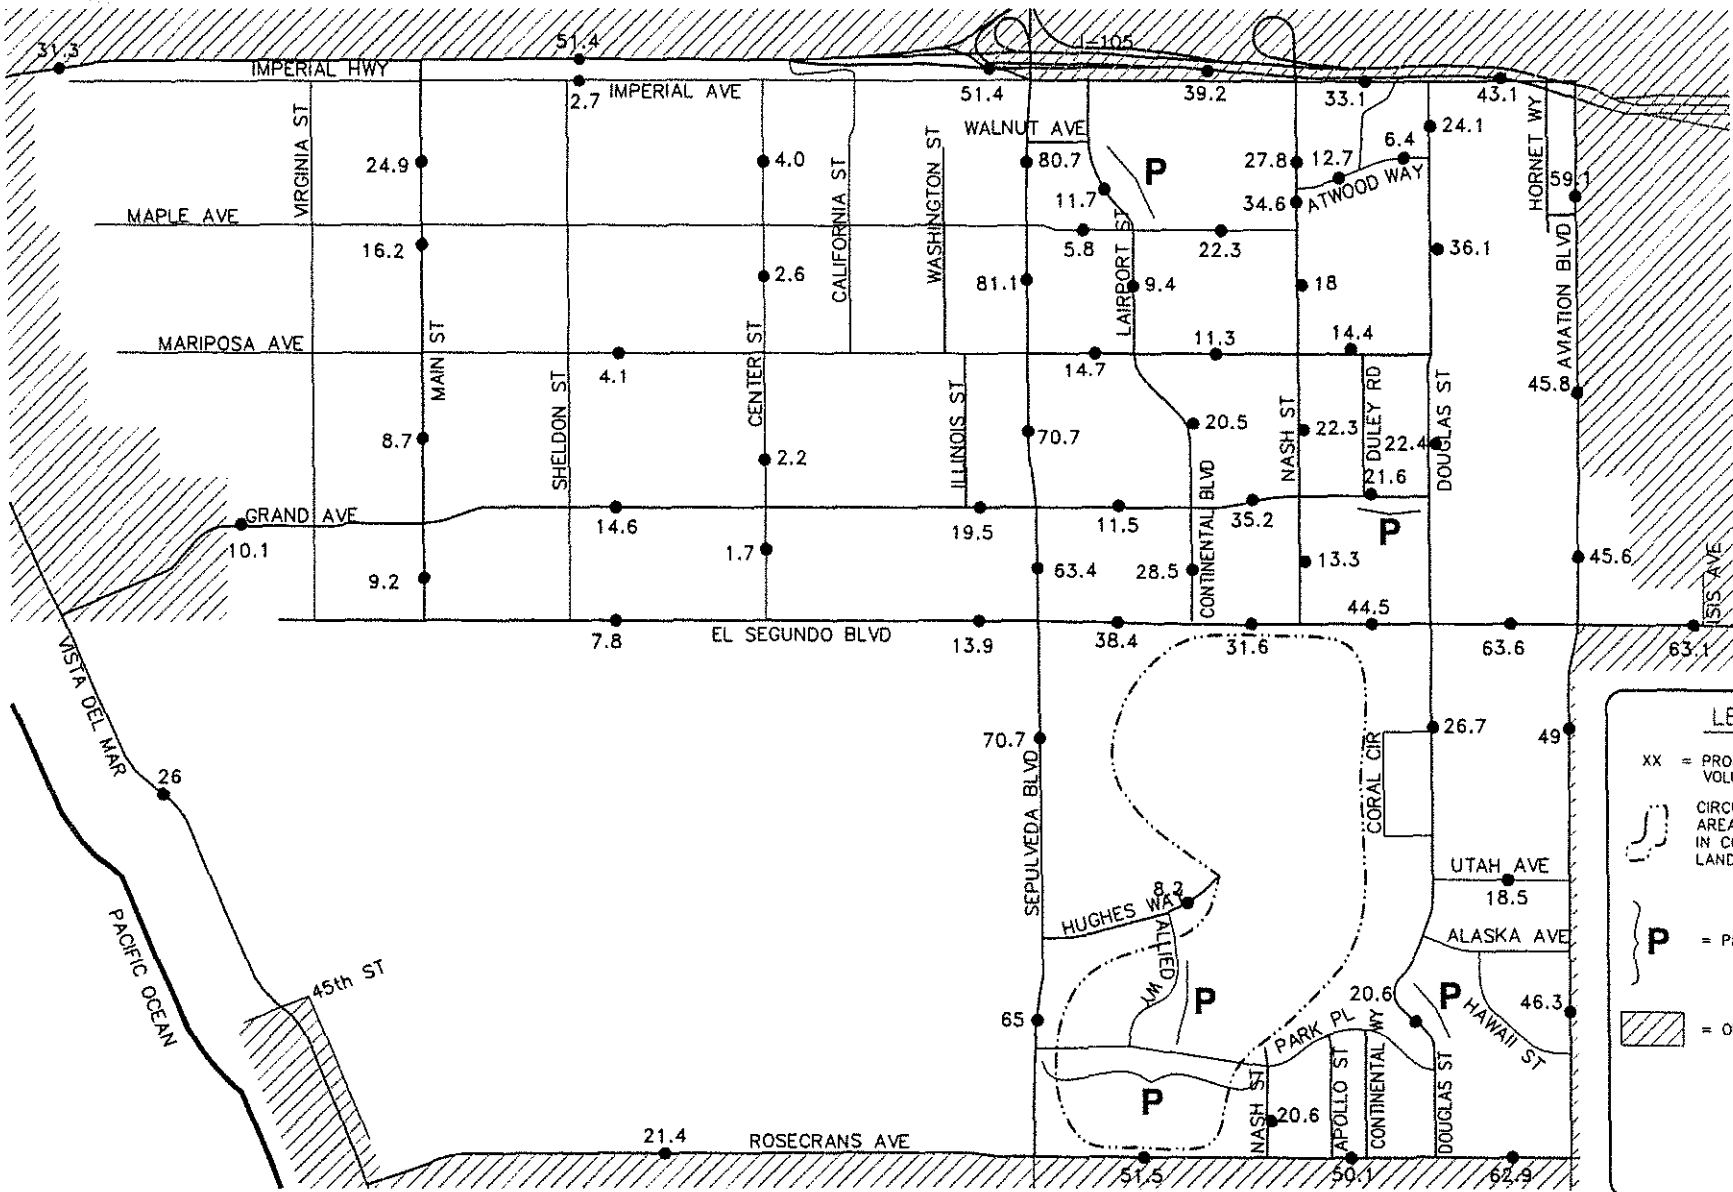 31.3
51.4
I-105
IMPERIAL HWY
2.7
IMPERIAL AVE
51.4
39.2
33.1
43.1
VIRGINIA ST
24.9
4.0
CALIFORNIA ST
WASHINGTON ST
WALNUT AVE
80.7
P
11.7
27.8
12.7
6.4
24.1
HORNET WY
59.1
34.6
ATWOOD WAY
MAPLE AVE
16.2
2.6
5.8
22.3
36.1
81.1
LAIRPORT ST
9.4
18
AVIATION BLVD
MARIPOSA AVE
MAIN ST
4.1
CENTER ST
14.7
11.3
14.4
45.8
SHELDON ST
8.7
2.2
ILLINOIS ST
70.7
20.5
NASH ST
22.3
DULEY RD
22.4
DOUGLAS ST
21.6
GRAND AVE
10.1
14.6
19.5
11.5
35.2
P
CONTINENTAL BLVD
9.2
1.7
63.4
28.5
13.3
45.6
ISIS AVE
7.8
EL SEGUNDO BLVD
13.9
38.4
31.6
44.5
63.6
63.1
VISTA DEL MAR
26
70.7
SEPULVEDA BLVD
CORAL CIR
26.7
49
XX = PRO
VOL
CIRC
AREA
IN C
LAND
UTAH AVE
18.5
HUGHES WAY
8.2
ALLIED WY
ALASKA AVE
P = P
PACIFIC OCEAN
45th ST
65
P
PARK PL
20.6
P
HAWAII ST
46.3
= O
P
NASH ST
20.6
APOLLO ST
CONTINENTAL WY
DOUGLAS ST
21.4
ROSECRANS AVE
51.5
50.1
62.9